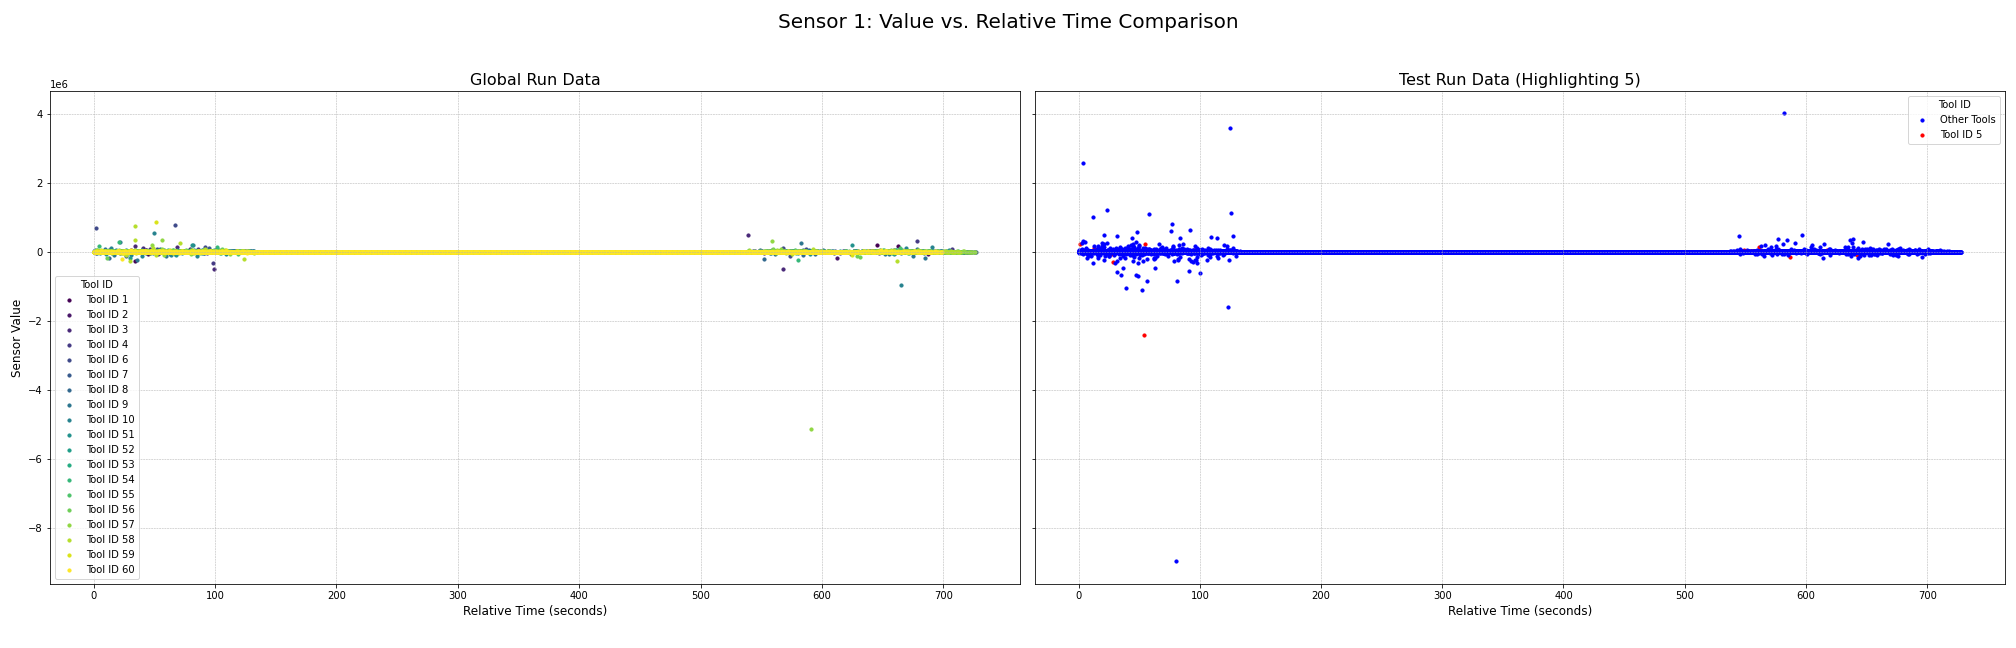 Sensor 1: Value vs. Relative Time Comparison
Global Run Data
1e6
4
2
0
−2
−4
−6
−8
Sensor Value
Tool ID
Tool ID 1
Tool ID 2
Tool ID 3
Tool ID 4
Tool ID 6
Tool ID 7
Tool ID 8
Tool ID 9
Tool ID 10
Tool ID 51
Tool ID 52
Tool ID 53
Tool ID 54
Tool ID 55
Tool ID 56
Tool ID 57
Tool ID 58
Tool ID 59
Tool ID 60
0 100 200 300 400 500 600 700
Relative Time (seconds)
Test Run Data (Highlighting 5)
Tool ID
Other Tools
Tool ID 5
0 100 200 300 400 500 600 700
Relative Time (seconds)